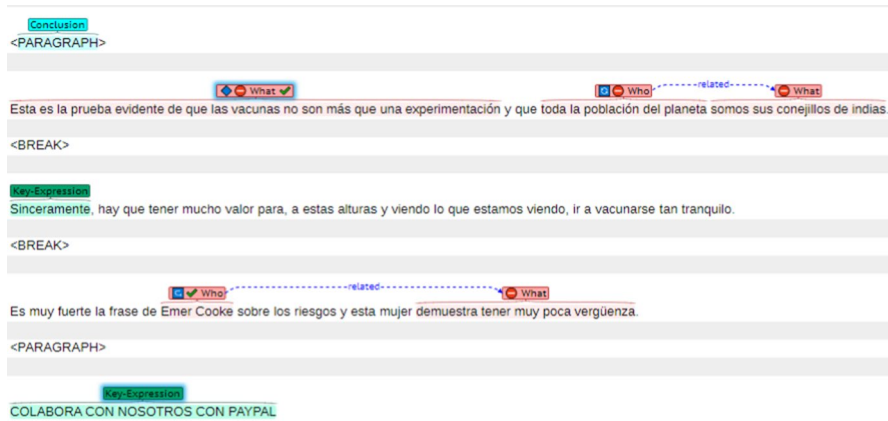 Conclusion
<PARAGRAPH>
What
Who
related
What
Esta es la prueba evidente de que las vacunas no son más que una experimentación y que toda la población del planeta somos sus conejillos de indias.
<BREAK>
Key-Expression
Sinceramente, hay que tener mucho valor para, a estas alturas y viendo lo que estamos viendo, ir a vacunarse tan tranquilo.
<BREAK>
Who
related
What
Es muy fuerte la frase de Emer Cooke sobre los riesgos y esta mujer demuestra tener muy poca vergüenza.
<PARAGRAPH>
Key-Expression
COLABORA CON NOSOTROS CON PAYPAL